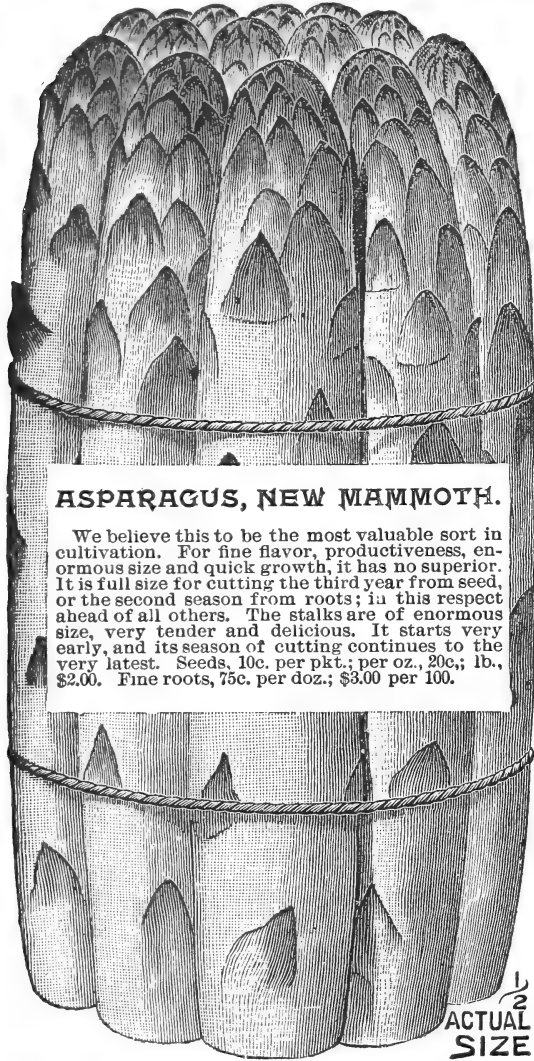 ASPARAGUS, NEW MAMMOTH.
We believe this to be the most valuable sort in
cultivation. For fine flavor, productiveness, en-
ormous size and quick growth, it has no superior.
It is full size for cutting the third year from seed,
or the second season from roots; in this respect
ahead of all others. The stalks are of enormous
size, very tender and delicious. It starts very
early, and its season of cutting continues to the
very latest. Seeds, 10c. per pkt.; per oz., 20c,; lb.,
$2.00. Fine roots, 75c. per doz.; $3.00 per 100.
1/2
ACTUAL
SIZE